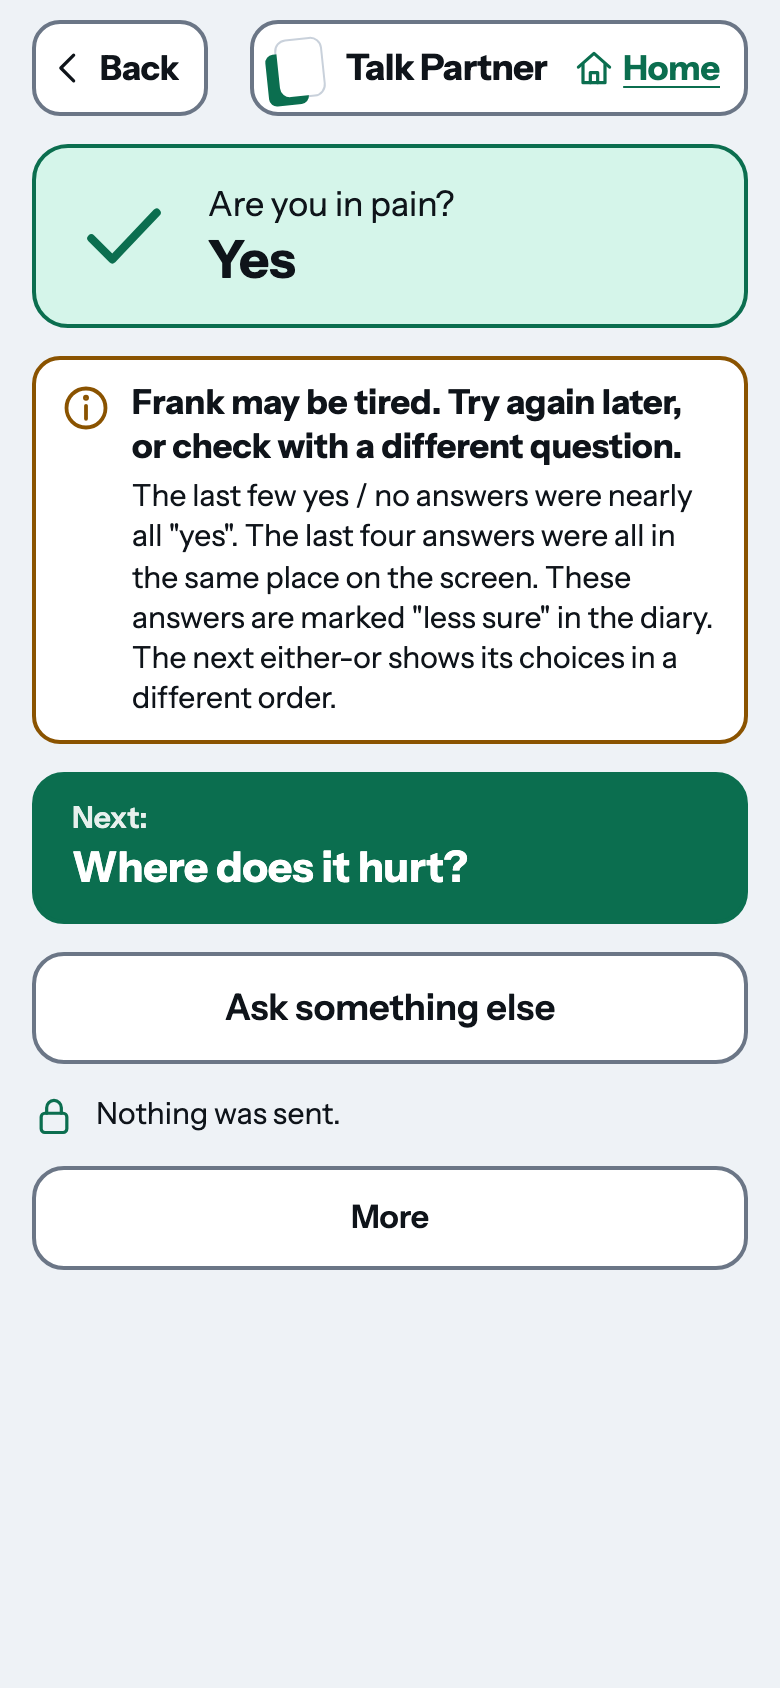 Back
Talk Partner
Home
Are you in pain?
Yes
Frank may be tired. Try again later,
or check with a different question.
The last few yes / no answers were nearly
all "yes". The last four answers were all in
the same place on the screen. These
answers are marked "less sure" in the diary.
The next either-or shows its choices in a
different order.
Next:
Where does it hurt?
Ask something else
Nothing was sent.
More